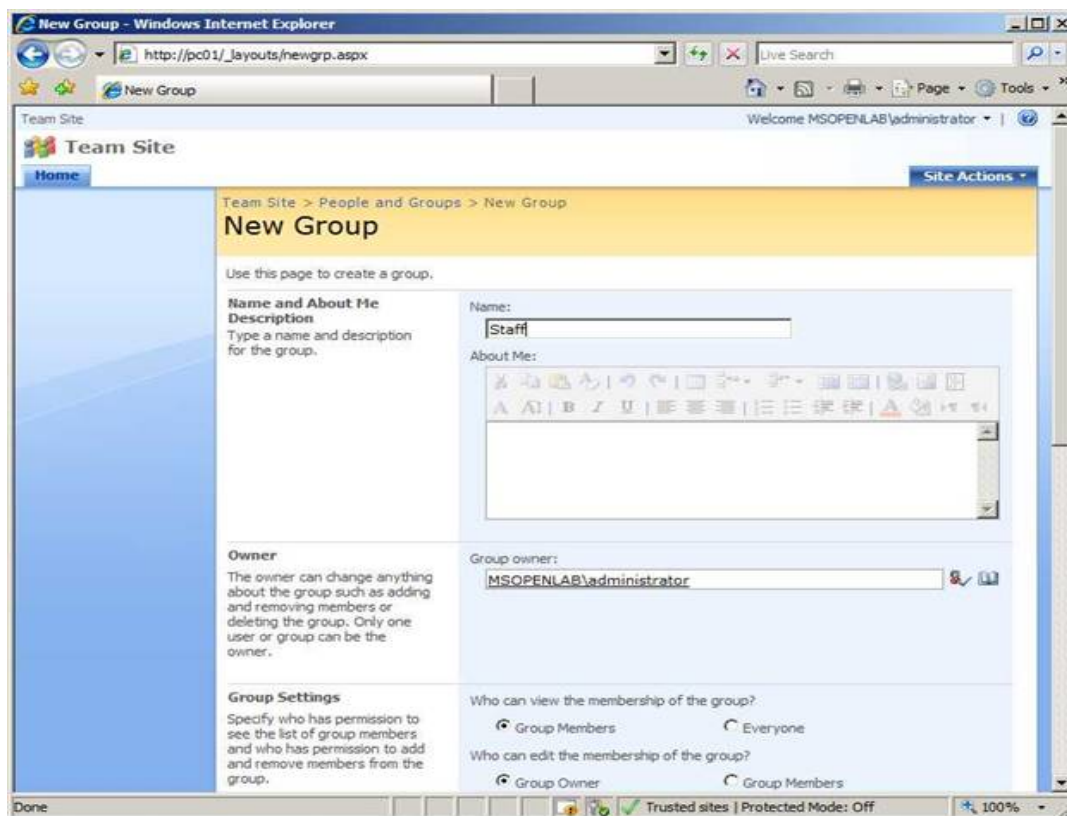 New Group - Windows Internet Explorer
http://pc01/_layouts/newgrp.aspx
Live Search
New Group
Page
Tools
Team Site
Welcome MSOPENLAB\administrator
Team Site
Home
Site Actions
Team Site > People and Groups > New Group
New Group
Use this page to create a group.
Name and About Me
Description
Type a name and description
for the group.
Name:
Staff
About Me:
A A B I U A
Owner
The owner can change anything
about the group such as adding
and removing members or
deleting the group. Only one
user or group can be the
owner.
Group owner:
MSOPENLAB\administrator
Group Settings
Specify who has permission to
see the list of group members
and who has permission to add
and remove members from the
group.
Who can view the membership of the group?
Group Members Everyone
Who can edit the membership of the group?
Group Owner Group Members
Done
Trusted sites | Protected Mode: Off
100%